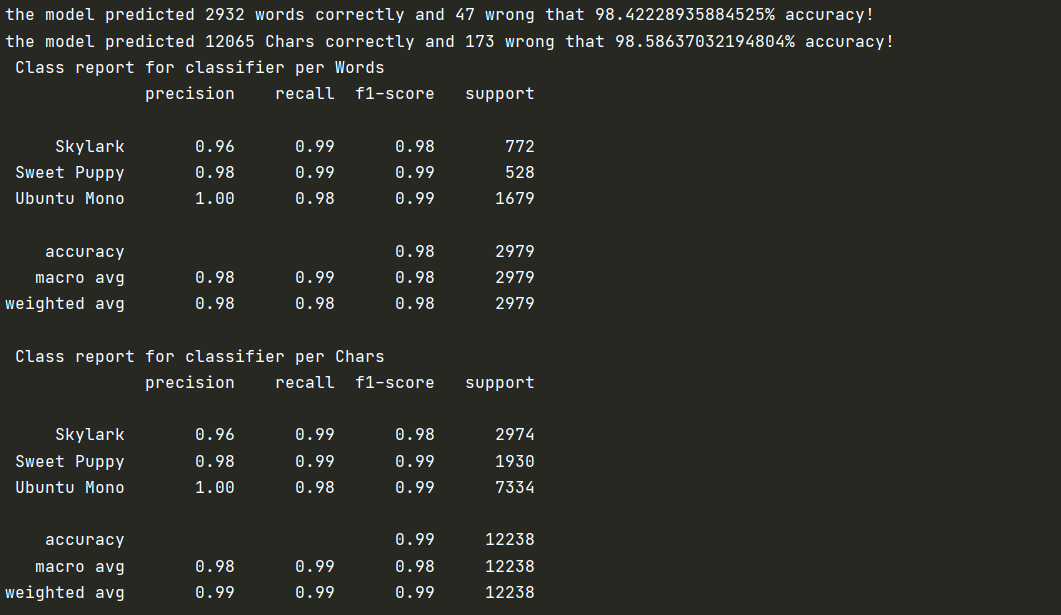 the model predicted 2932 words correctly and 47 wrong that 98.42228935884525% accuracy!
the model predicted 12065 Chars correctly and 173 wrong that 98.58637032194804% accuracy!
Class report for classifier per Words
precision recall f1-score support
Skylark 0.96 0.99 0.98 772
Sweet Puppy 0.98 0.99 0.99 528
Ubuntu Mono 1.00 0.98 0.99 1679
accuracy 0.98 2979
macro avg 0.98 0.99 0.98 2979
weighted avg 0.98 0.98 0.98 2979
Class report for classifier per Chars
precision recall f1-score support
Skylark 0.96 0.99 0.98 2974
Sweet Puppy 0.98 0.99 0.99 1930
Ubuntu Mono 1.00 0.98 0.99 7334
accuracy 0.99 12238
macro avg 0.98 0.99 0.98 12238
weighted avg 0.99 0.99 0.99 12238